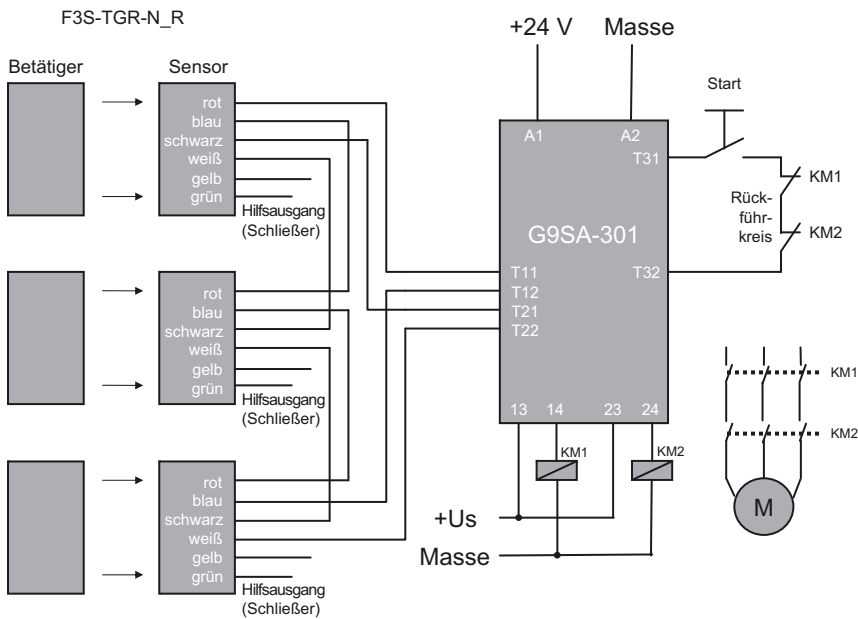 F3S-TGR-N_R
Betätiger
Sensor
rot
blau
schwarz
weiß
gelb
grün
Hilfsausgang
(Schließer)
rot
blau
schwarz
weiß
gelb
grün
Hilfsausgang
(Schließer)
rot
blau
schwarz
weiß
gelb
grün
Hilfsausgang
(Schließer)
+24 V
Masse
A1
A2
T31
G9SA-301
T11
T12
T21
T22
T32
13
14
23
24
Start
KM1
Rück-
führ-
kreis
KM2
KM1
KM2
+Us
Masse
KM1
KM2
M